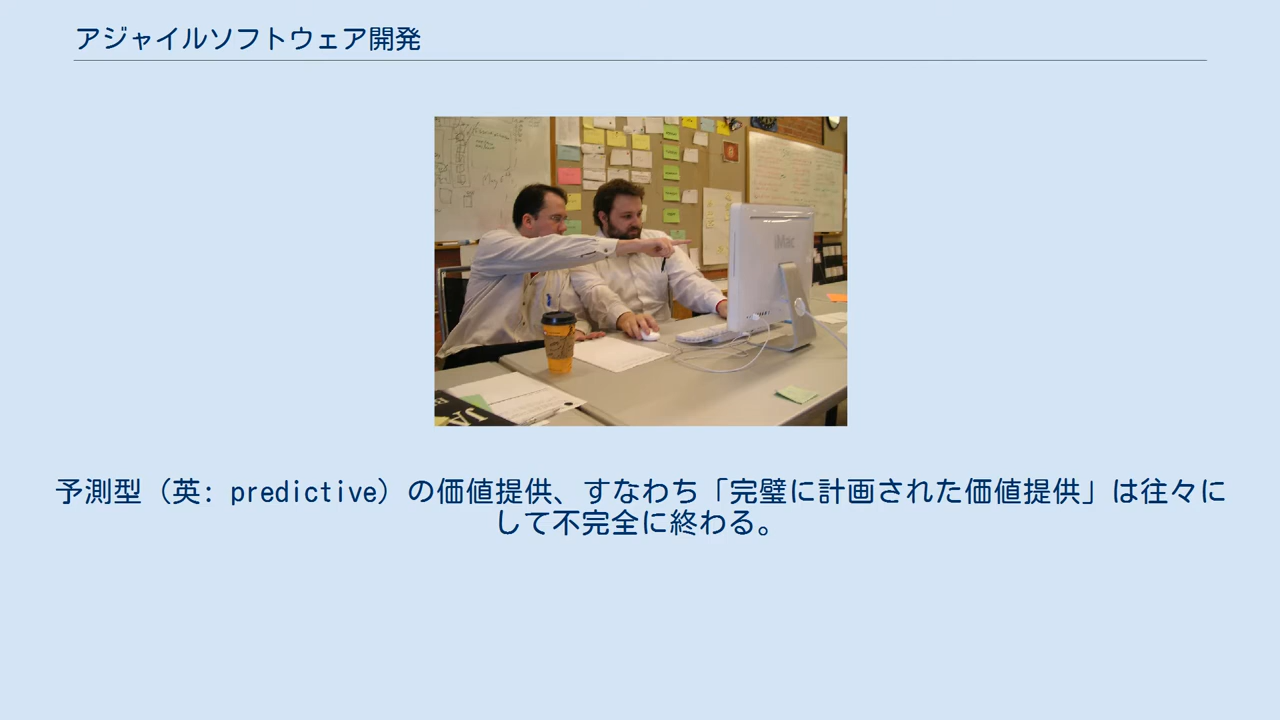 アジャイルソフトウェア開発
iMac
JA
予測型（英: predictive）の価値提供、すなわち「完璧に計画された価値提供」は往々に
して不完全に終わる。